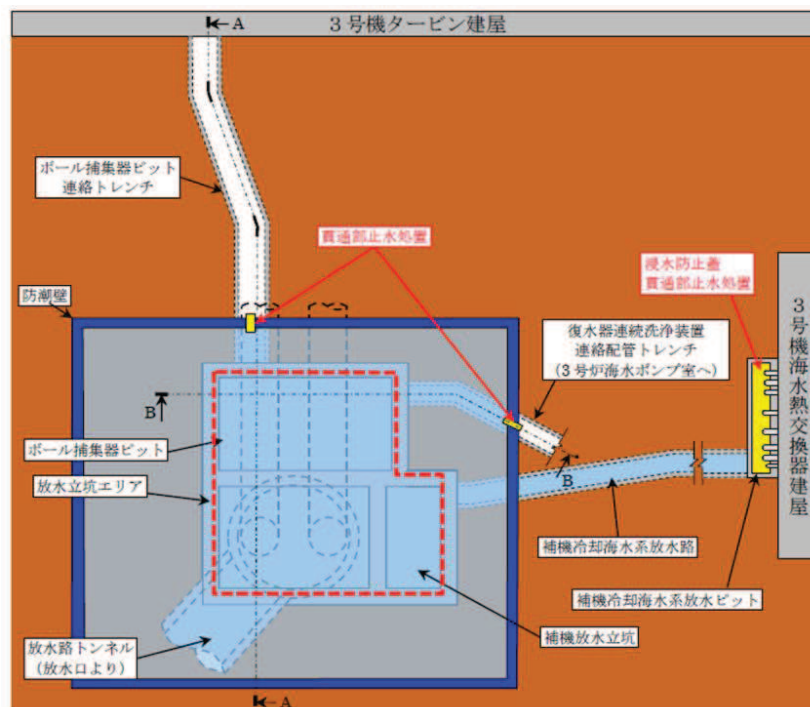 A
3号機タービン建屋
ボール捕集器ピット
連絡トレンチ
貫通部止水処置
浸水防止蓋
貫通部止水処置
防潮壁
復水器連続洗浄装置
連絡配管トレンチ
(3号炉海水ポンプ室へ)
3号機海水熱交換器建屋
B
ボール捕集器ピット
B
放水立坑エリア
補機冷却海水系放水路
補機冷却海水系放水ピット
補機放水立坑
放水路トンネル
(放水口より)
A